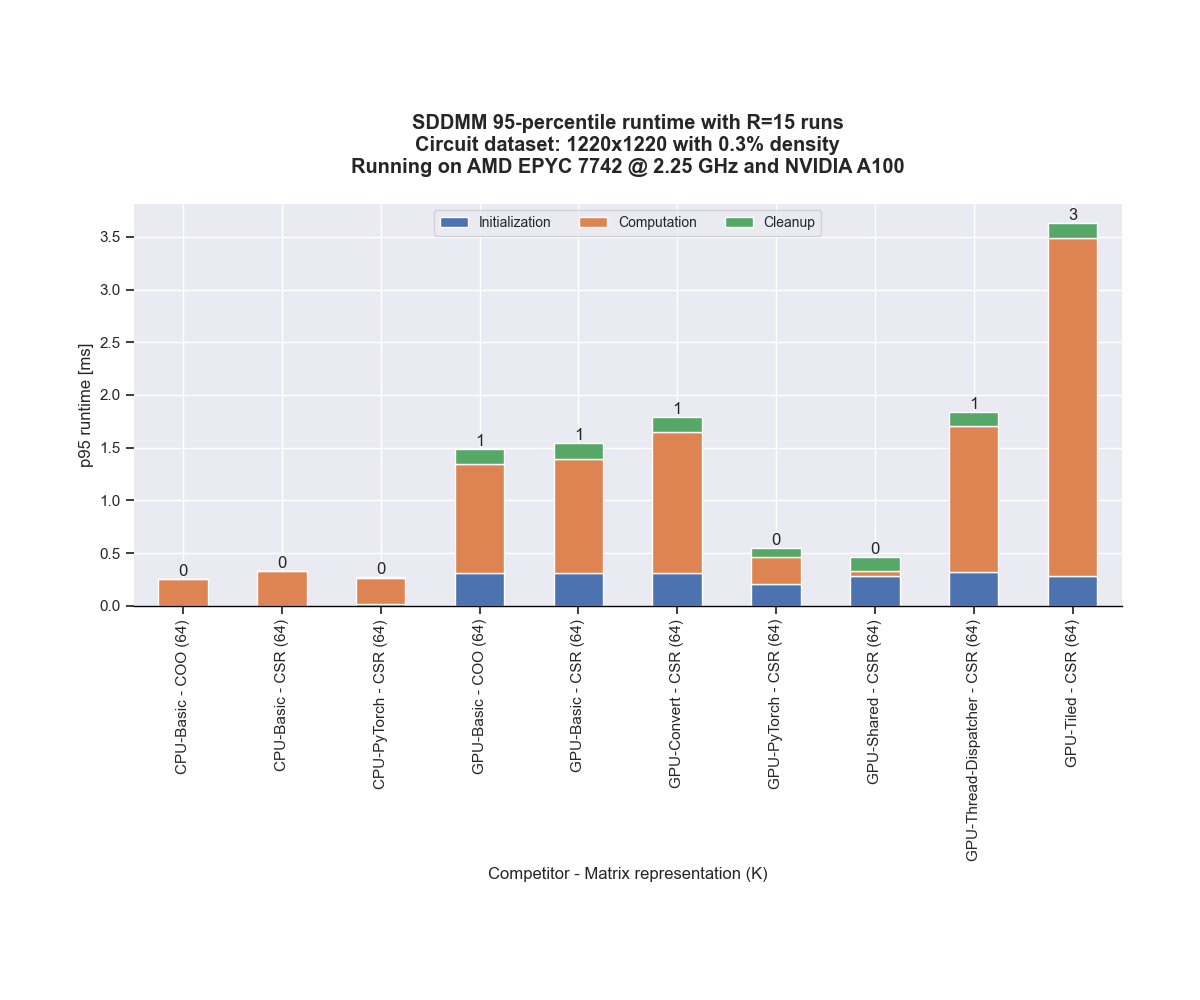 SDDMM 95-percentile runtime with R=15 runs
Circuit dataset: 1220x1220 with 0.3% density
Running on AMD EPYC 7742 @ 2.25 GHz and NVIDIA A100
Initialization
Computation
Cleanup
p95 runtime [ms]
3.5
3.0
2.5
2.0
1.5
1.0
0.5
0.0
0
0
0
1
1
1
0
0
1
3
CPU-Basic - COO (64)
CPU-Basic - CSR (64)
CPU-PyTorch - CSR (64)
GPU-Basic - COO (64)
GPU-Basic - CSR (64)
GPU-Convert - CSR (64)
GPU-PyTorch - CSR (64)
GPU-Shared - CSR (64)
GPU-Thread-Dispatcher - CSR (64)
GPU-Tiled - CSR (64)
Competitor - Matrix representation (K)